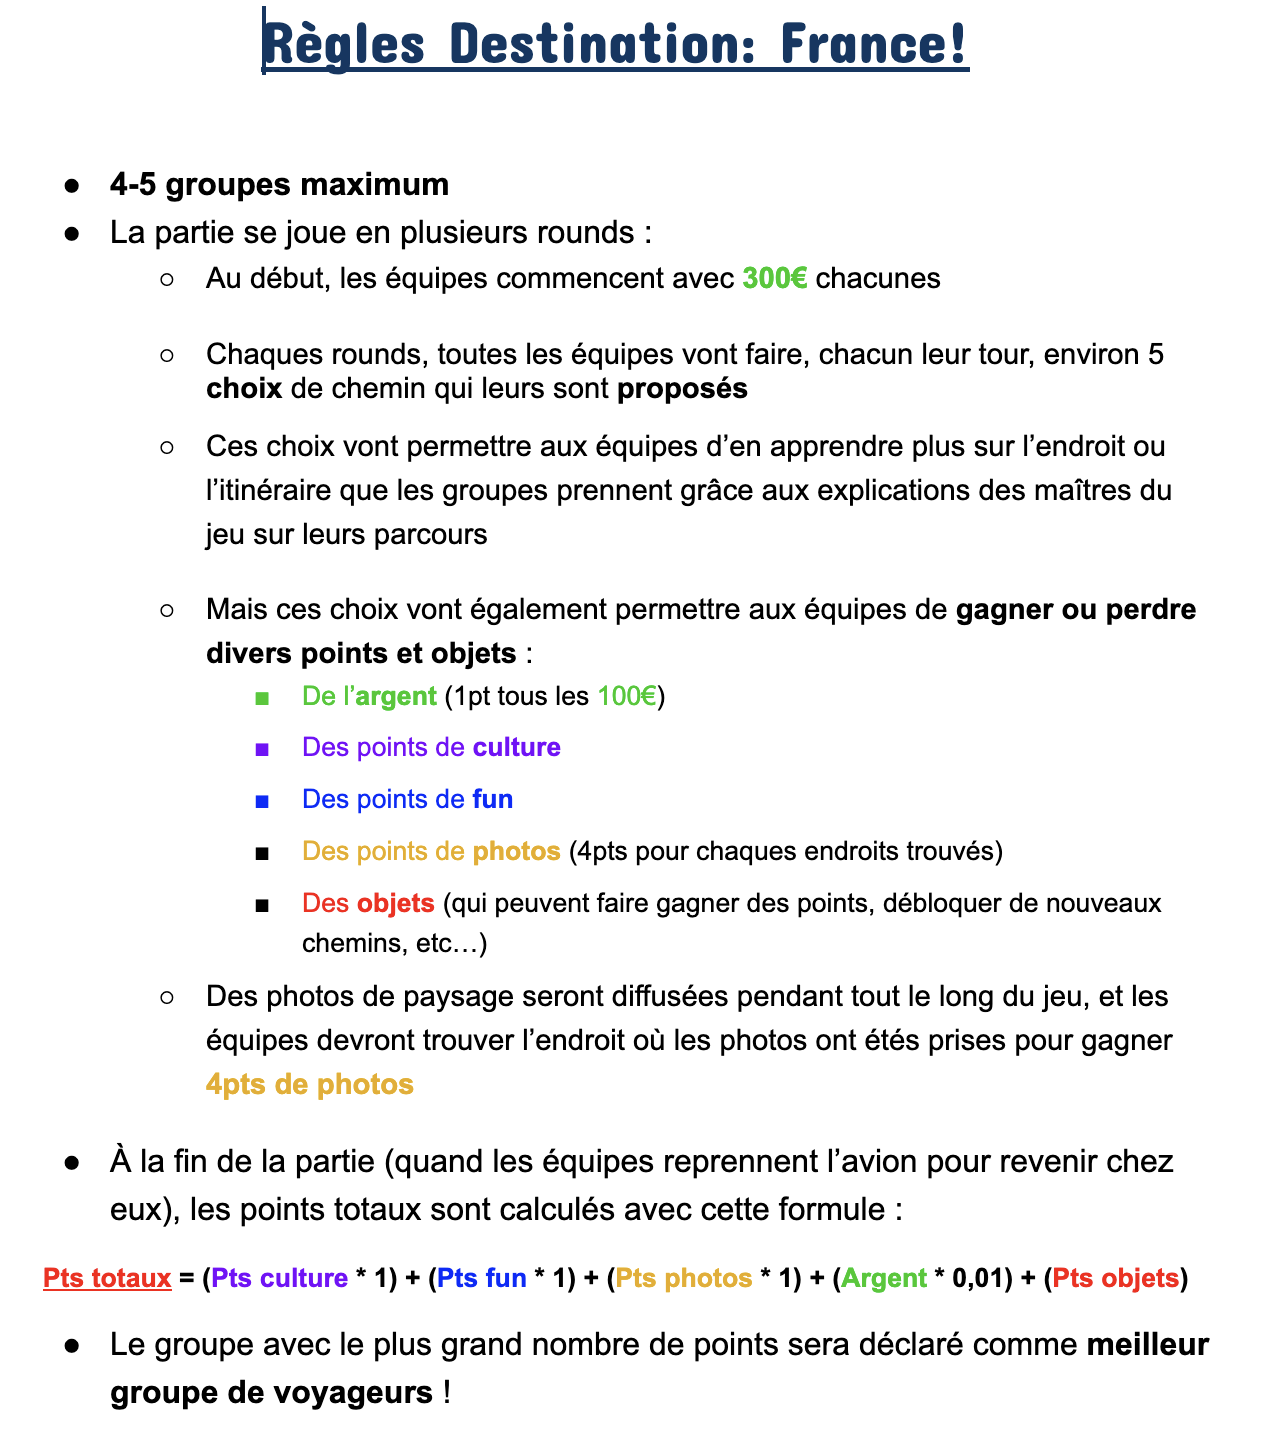 Règles Destination: France!
● 4-5 groupes maximum
● La partie se joue en plusieurs rounds :
○ Au début, les équipes commencent avec 300€ chacunes
○ Chaques rounds, toutes les équipes vont faire, chacun leur tour, environ 5
choix de chemin qui leurs sont proposés
○ Ces choix vont permettre aux équipes d’en apprendre plus sur l’endroit ou
l’itinéraire que les groupes prennent grâce aux explications des maîtres du
jeu sur leurs parcours
○ Mais ces choix vont également permettre aux équipes de gagner ou perdre
divers points et objets :
■ De l’argent (1pt tous les 100€)
■ Des points de culture
■ Des points de fun
■ Des points de photos (4pts pour chaques endroits trouvés)
■ Des objets (qui peuvent faire gagner des points, débloquer de nouveaux
chemins, etc…)
○ Des photos de paysage seront diffusées pendant tout le long du jeu, et les
équipes devront trouver l’endroit où les photos ont étés prises pour gagner
4pts de photos
● À la fin de la partie (quand les équipes reprennent l’avion pour revenir chez
eux), les points totaux sont calculés avec cette formule :
Pts totaux = (Pts culture * 1) + (Pts fun * 1) + (Pts photos * 1) + (Argent * 0,01) + (Pts objets)
● Le groupe avec le plus grand nombre de points sera déclaré comme meilleur
groupe de voyageurs !